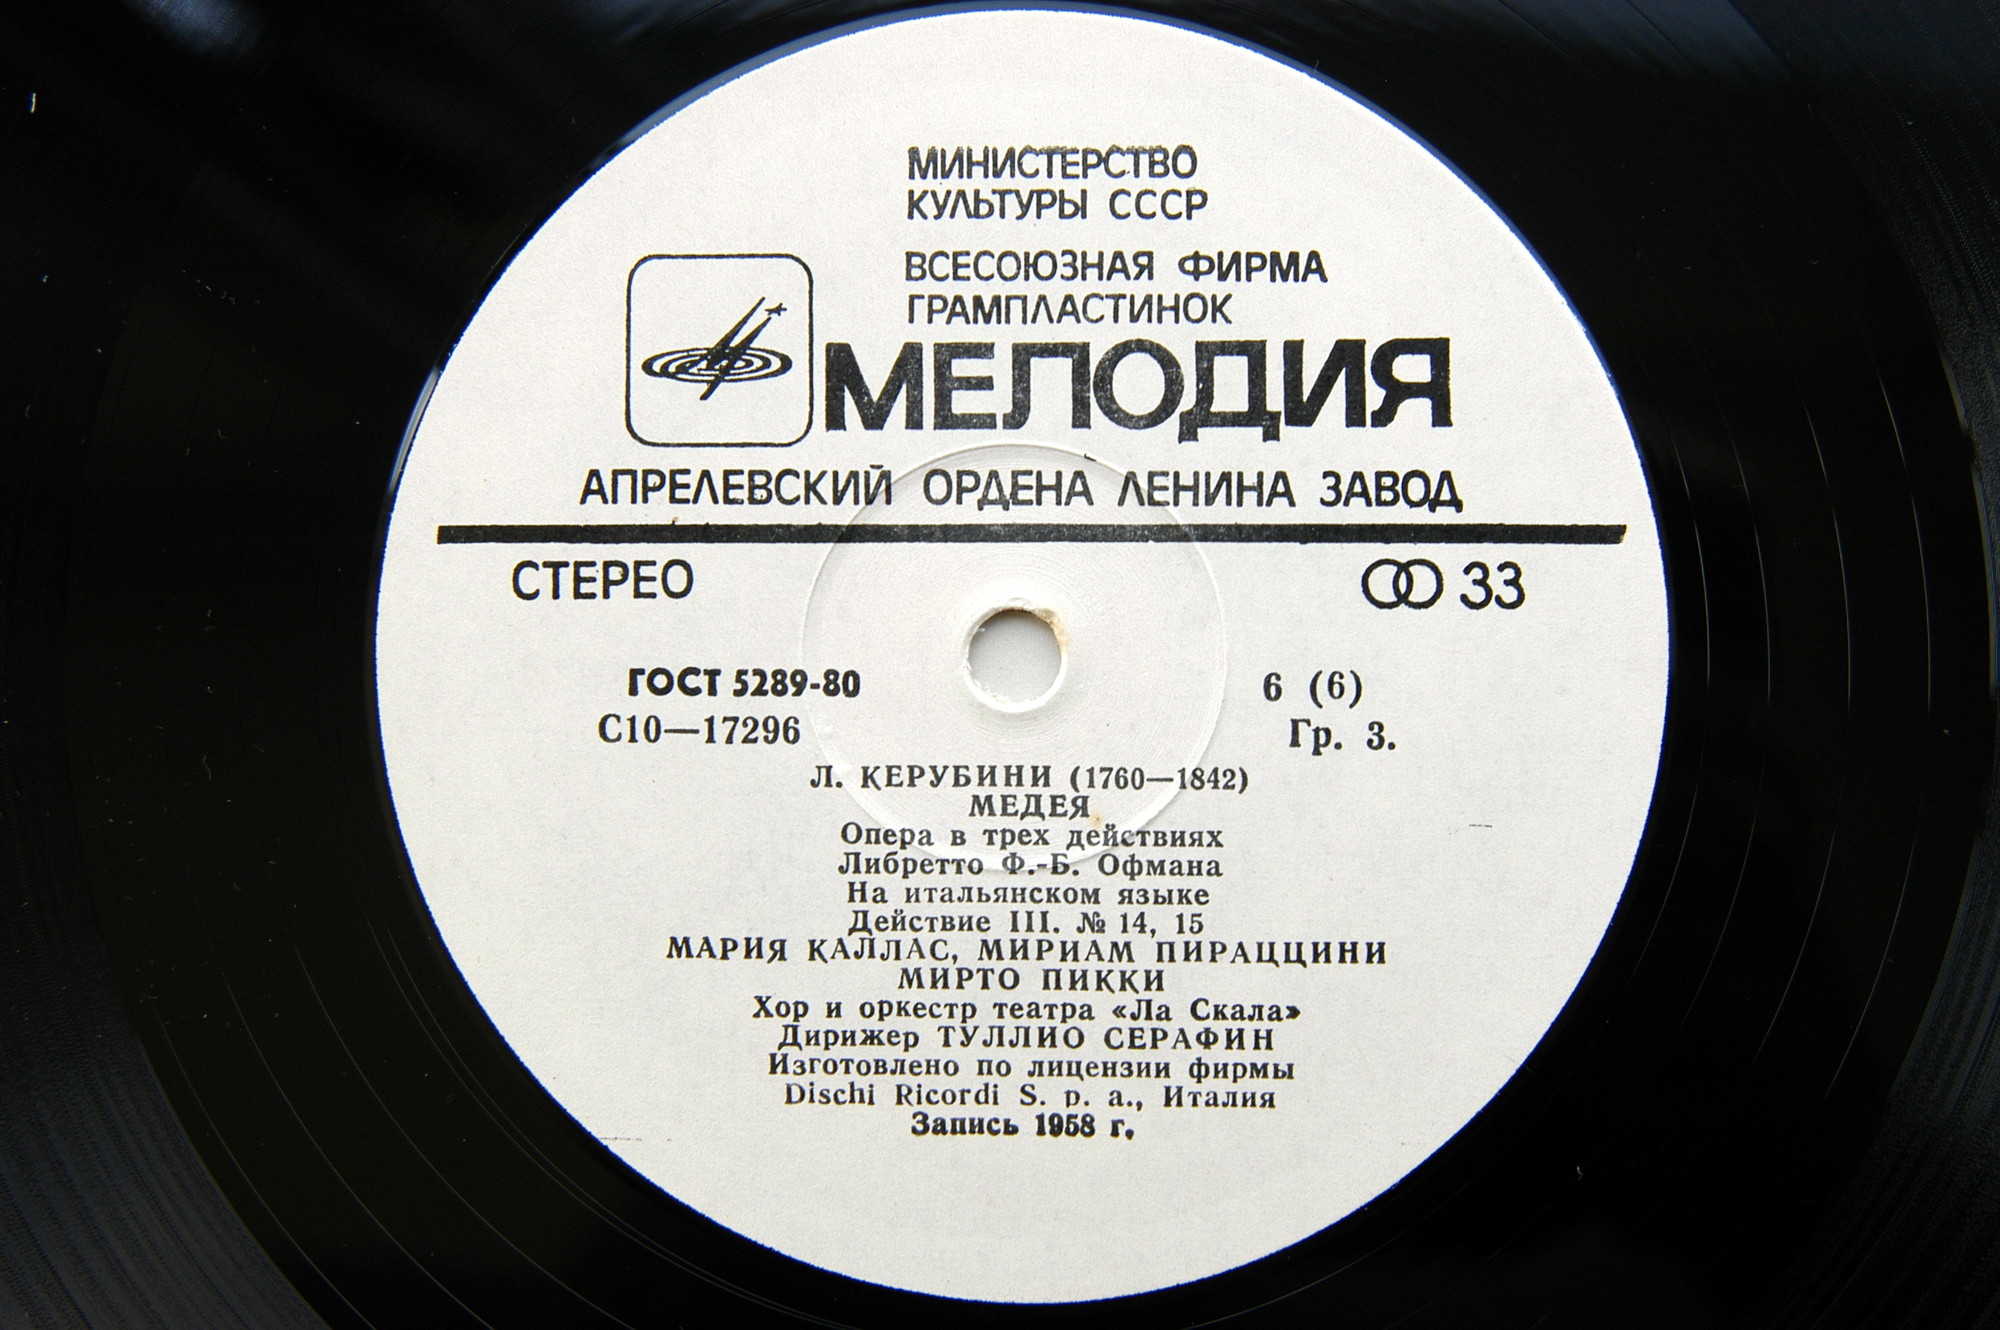 МИНИСТЕРСТВО
КУЛЬТУРЫ СССР
ВСЕСОЮЗНАЯ ФИРМА
ГРАМПЛАСТИНОК
МЕЛОДИЯ
АПРЕЛЕВСКИЙ ОРДЕНА ЛЕНИНА ЗАВОД
СТЕРЕО
33
ГОСТ 5289-80
6 (6)
С10—17296
Гр. 3.
Л. КЕРУБИНИ (1760—1842)
МЕДЕЯ
Опера в трех действиях
Либретто Ф.-Б. Офмана
На итальянском языке
Действие III. № 14, 15
МАРИЯ КАЛЛАС, МИРИАМ ПИРАЦЦИНИ
МИРТО ПИККИ
Хор и оркестр театра «Ла Скала»
Дирижер ТУЛЛИО СЕРАФИН
Изготовлено по лицензии фирмы
Dischi Ricordi S. p. a., Италия
Запись 1958 г.